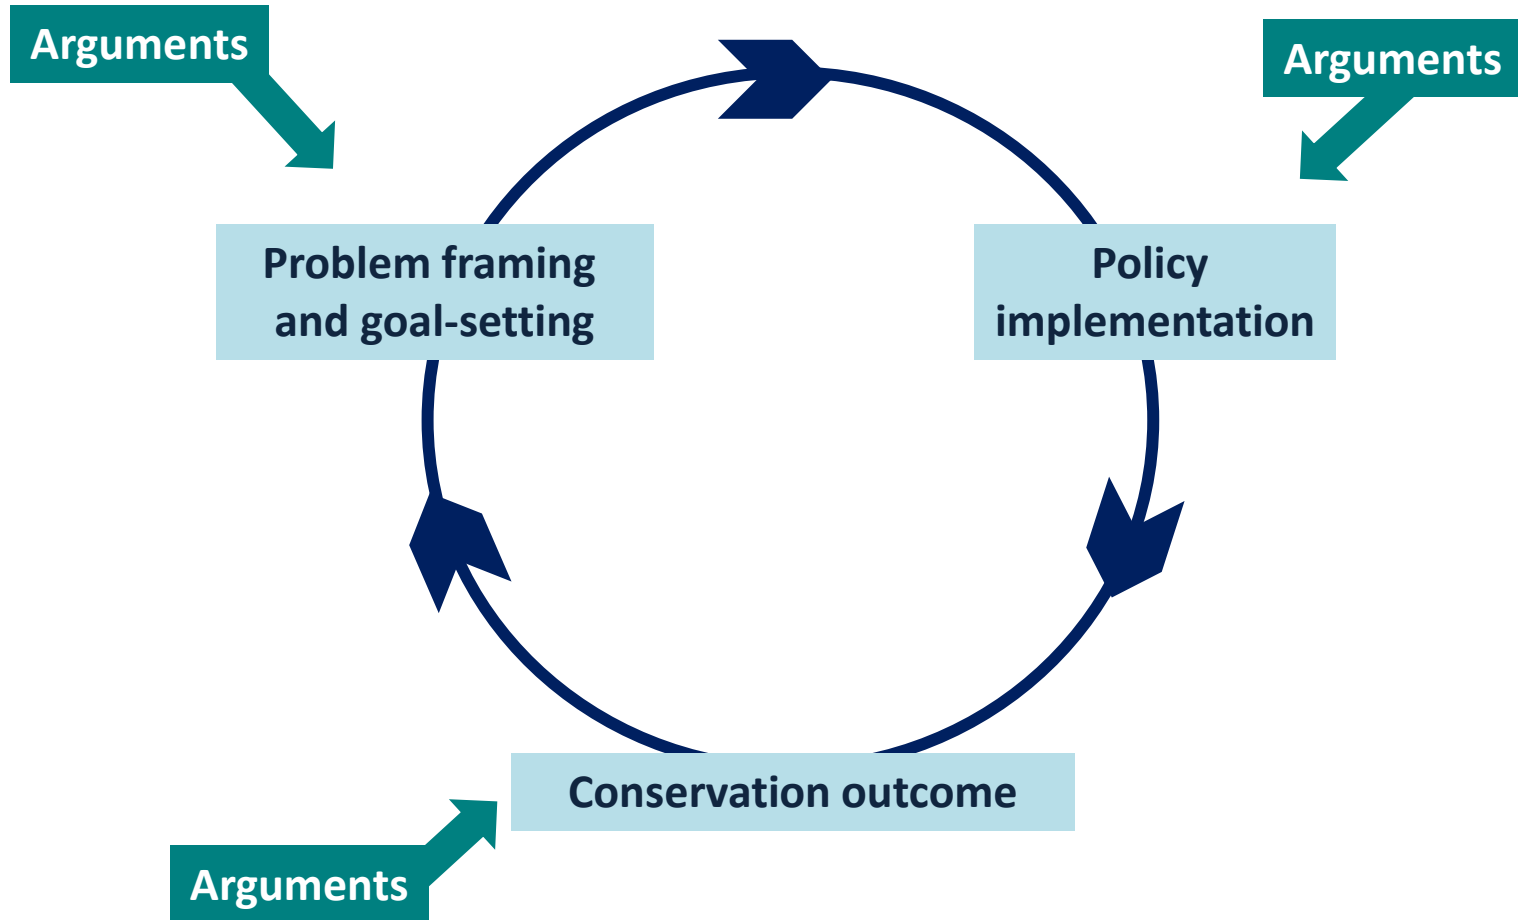 Arguments
Arguments
Problem framing
and goal-setting
Policy
implementation
Conservation outcome
Arguments